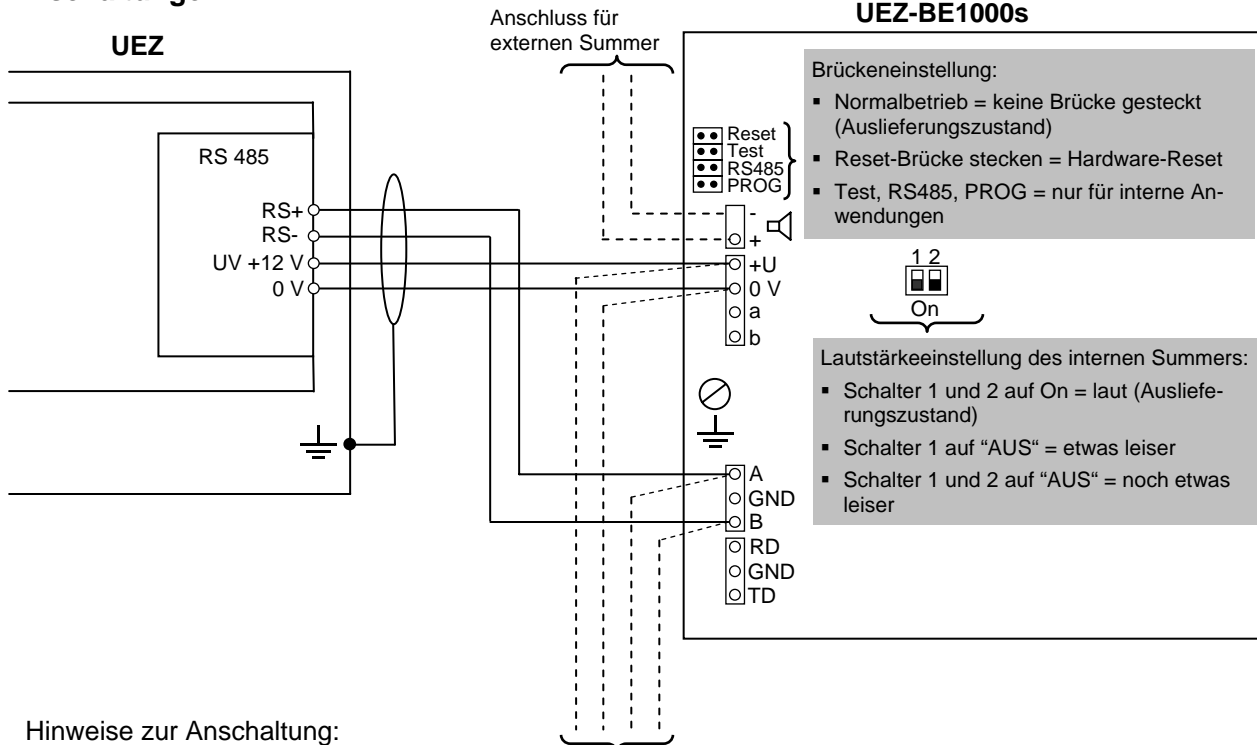 UEZ
Anschluss für
externen Summer
UEZ-BE1000s
RS 485
RS+
RS-
UV +12 V
0 V
Reset
Test
RS485
PROG
-
+
+U
0 V
a
b
A
GND
B
RD
GND
TD
Brückeneinstellung:
▪ Normalbetrieb = keine Brücke gesteckt
(Auslieferungszustand)
▪ Reset-Brücke stecken = Hardware-Reset
▪ Test, RS485, PROG = nur für interne An-
wendungen
1 2
On
Lautstärkeeinstellung des internen Summers:
▪ Schalter 1 und 2 auf On = laut (Ausliefe-
rungszustand)
▪ Schalter 1 auf “AUS“ = etwas leiser
▪ Schalter 1 und 2 auf “AUS“ = noch etwas
leiser
Hinweise zur Anschaltung: